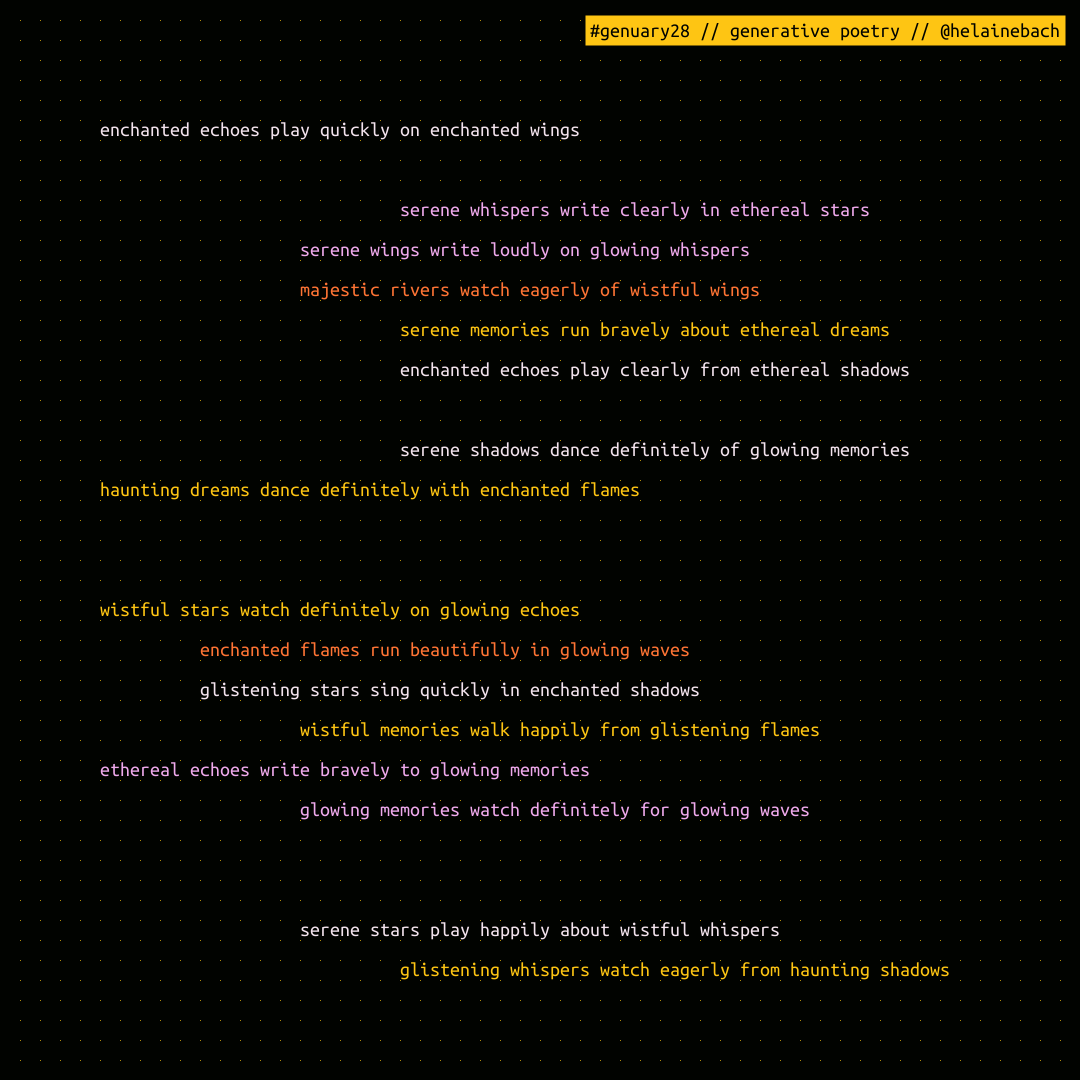 #genuary28 // generative poetry // @helainebach
enchanted echoes play quickly on enchanted wings
serene whispers write clearly in ethereal stars
serene wings write loudly on glowing whispers
majestic rivers watch eagerly of wistful wings
serene memories run bravely about ethereal dreams
enchanted echoes play clearly from ethereal shadows
serene shadows dance definitely of glowing memories
haunting dreams dance definitely with enchanted flames
wistful stars watch definitely on glowing echoes
enchanted flames run beautifully in glowing waves
glistening stars sing quickly in enchanted shadows
wistful memories walk happily from glistening flames
ethereal echoes write bravely to glowing memories
glowing memories watch definitely for glowing waves
serene stars play happily about wistful whispers
glistening whispers watch eagerly from haunting shadows